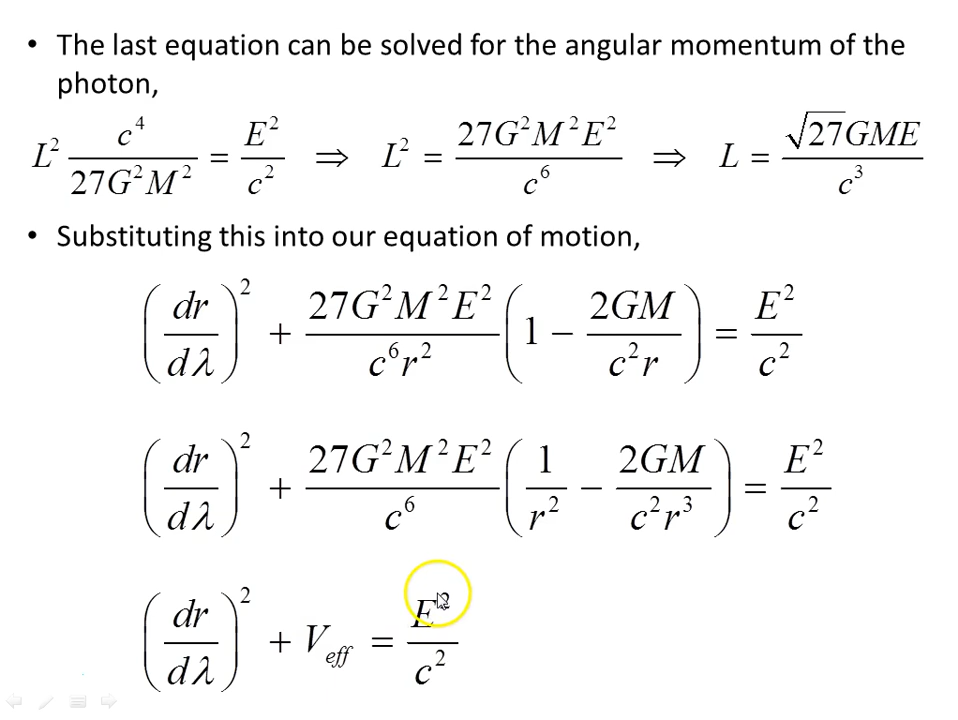 • The last equation can be solved for the angular momentum of the
photon,
L² c⁴/(27G²M²) = E²/c² ⇒ L² = 27G²M²E²/c⁶ ⇒ L = √27GME/c³
• Substituting this into our equation of motion,
(dr/dλ)² + 27G²M²E²/(c⁶r²) (1 − 2GM/(c²r)) = E²/c²
(dr/dλ)² + 27G²M²E²/c⁶ (1/r² − 2GM/(c²r³)) = E²/c²
(dr/dλ)² + V_eff = E²/c²